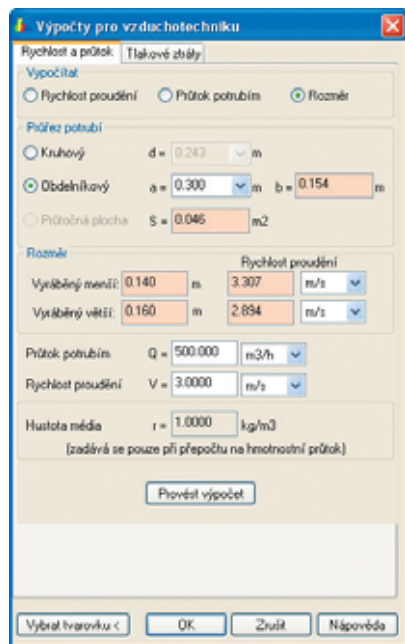 Výpočty pro vzduchotechniku
Rychlost a průtok Tlakové ztráty
Vypočítat
Rychlost proudění Průtok potrubím Rozměr
Průřez potrubí
Kruhový d = 0.243 m
Obdelníkový a = 0.300 m b = 0.154 m
Průtočná plocha S = 0.046 m2
Rozměr
Rychlost proudění
Vyráběný menší: 0.140 m 3.307 m/s
Vyráběný větší: 0.160 m 2.894 m/s
Průtok potrubím Q = 500.000 m3/h
Rychlost proudění V = 3.0000 m/s
Hustota média r = 1.0000 kg/m3
(zadává se pouze při přepočtu na hmotnostní průtok)
Provést výpočet
Vybrat tvarovku < OK Zrušit Nápověda